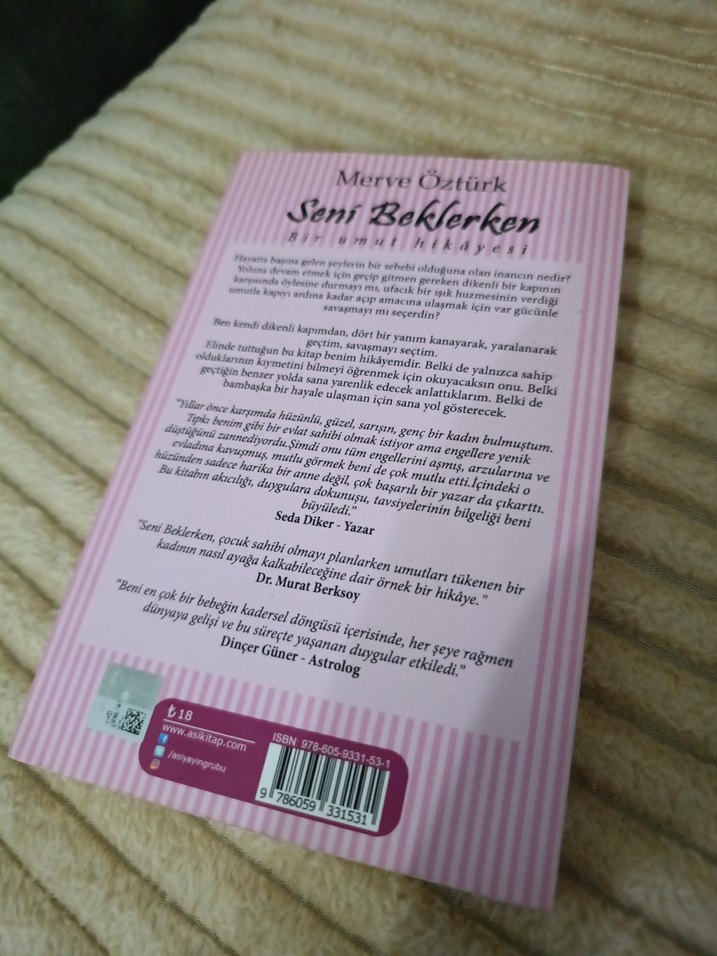 Merve Öztürk
Seni Beklerken
Bir umut hikâyesi
Hayatta başına gelen şeylerin bir sebebi olduğuna olan inancın nedir?
Yoluna devam etmek için geçip gitmen gereken dikenli bir kapının
karşısında öylesine durmayı mı, ufacık bir ışık huzmesinin verdiği
umutla kapıyı ardına kadar açıp amacına ulaşmak için var gücünle
savaşmayı mı seçerdin?
Ben kendi dikenli kapımdan, dört bir yanım kanayarak, yaralanarak
geçtim, savaşmayı seçtim.
Elinde tuttuğun bu kitap benim hikâyemdir. Belki de yalnızca sahip
olduklarının kıymetini bilmeyi öğrenmek için okuyacaksın onu. Belki
geçtiğin benzer yolda sana yarenlik edecek anlattıklarım. Belki de
bambaşka bir hayale ulaşman için sana yol gösterecek.
"Yıllar önce karşımda hüzünlü, güzel, sarışın, genç bir kadın bulmuştum.
Tıpkı benim gibi bir evlat sahibi olmak istiyor ama engellere yenik
düştüğünü zannediyordu.Şimdi onu tüm engellerini aşmış, arzularına ve
evladına kavuşmuş, mutlu görmek beni de çok mutlu etti.İçindeki o
hüzünden sadece harika bir anne değil, çok başarılı bir yazar da çıkarttı.
Bu kitabın akıcılığı, duygulara dokunuşu, tavsiyelerinin bilgeliği beni
büyüledi."
Seda Diker - Yazar
"Seni Beklerken, çocuk sahibi olmayı planlarken umutları tükenen bir
kadının nasıl ayağa kalkabileceğine dair örnek bir hikâye."
Dr. Murat Berksoy
"Beni en çok bir bebeğin kadersel döngüsü içerisinde, her şeye rağmen
dünyaya gelişi ve bu süreçte yaşanan duygular etkiledi."
Dinçer Güner - Astrolog
₺18
www.asikitap.com
/asiyayingrubu
ISBN: 978-605-9331-53-1
9 786059 331531